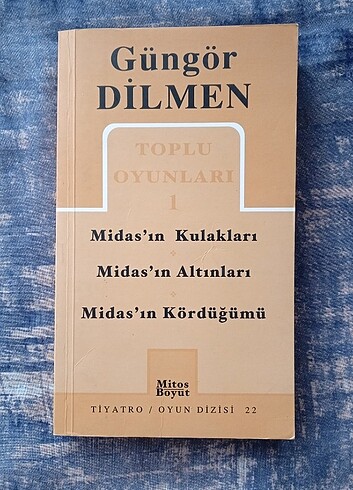 Güngör
DİLMEN
TOPLU
OYUNLARI
1
Midas'ın Kulakları
Midas'ın Altınları
Midas'ın Kördüğümü
Mitos
Boyut
TİYATRO / OYUN DİZİSİ 22